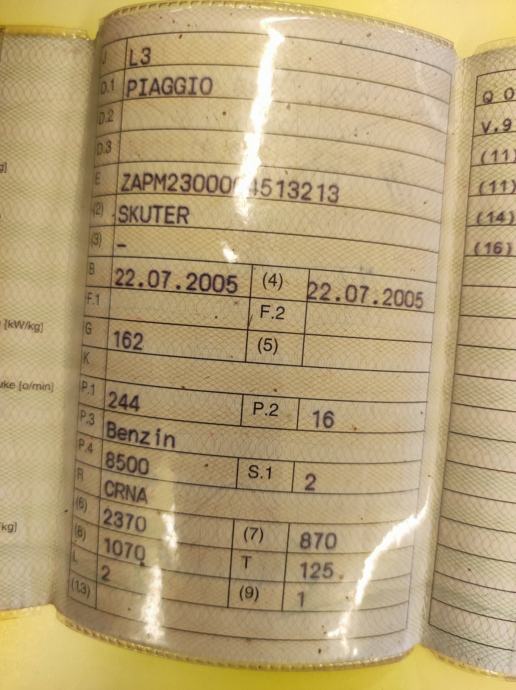 J L3
D.1 PIAGGIO
D.2
D.3
E
(2) SKUTER
(3) -
B 22.07.2005 (4) 22.07.2005
F.1 F.2
G 162 (5)
K
P.1 244 P.2 16
P.3 Benzin
P.4 8500 S.1 2
R CRNA
(6) 2370 (7) 870
(8) 1070 T 125
L 2 (9) 1
(13)
g]
[kW/kg]
uke [o/min]
kg]
Q 0
V.9
(11)
(11)
(14)
(16)